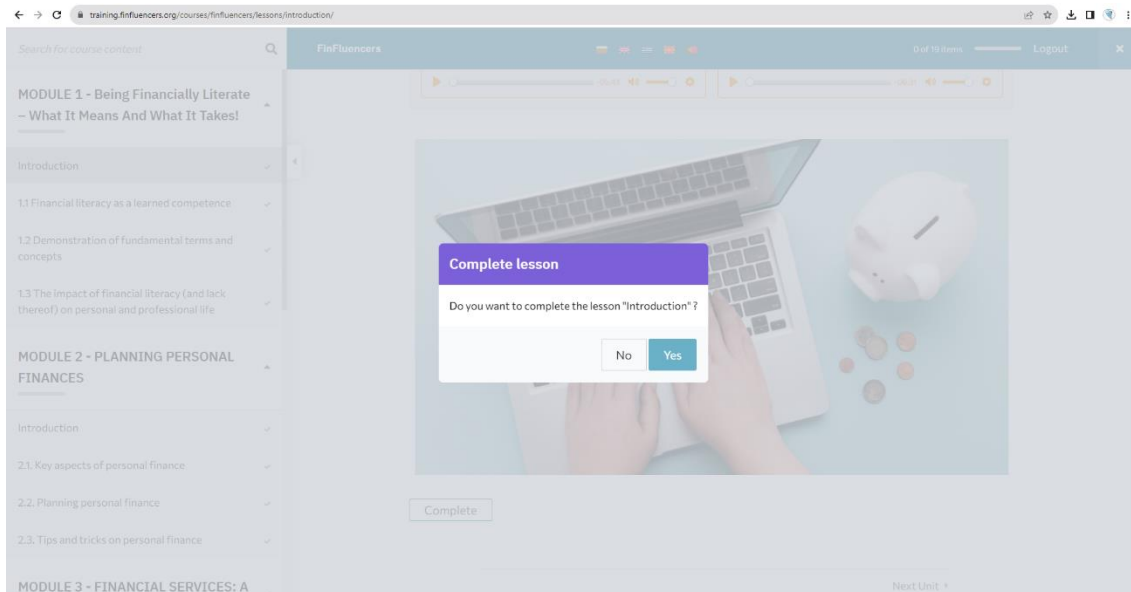 training.finfluencers.org/courses/finfluencers/lessons/introduction/
Search for course content
FinFluencers
0 of 10 items
Logout
MODULE 1 - Being Financially Literate
– What It Means And What It Takes!
Introduction
1.1 Financial literacy as a learned competence
1.2 Demonstration of fundamental terms and
concepts
1.3 The impact of financial literacy (and lack
thereof) on personal and professional life
MODULE 2 - PLANNING PERSONAL
FINANCES
Introduction
2.1. Key aspects of personal finance
2.2. Planning personal finance
2.3. Tips and tricks on personal finance
MODULE 3 - FINANCIAL SERVICES: A
Complete lesson
Do you want to complete the lesson "Introduction" ?
No
Yes
Complete
Next Unit